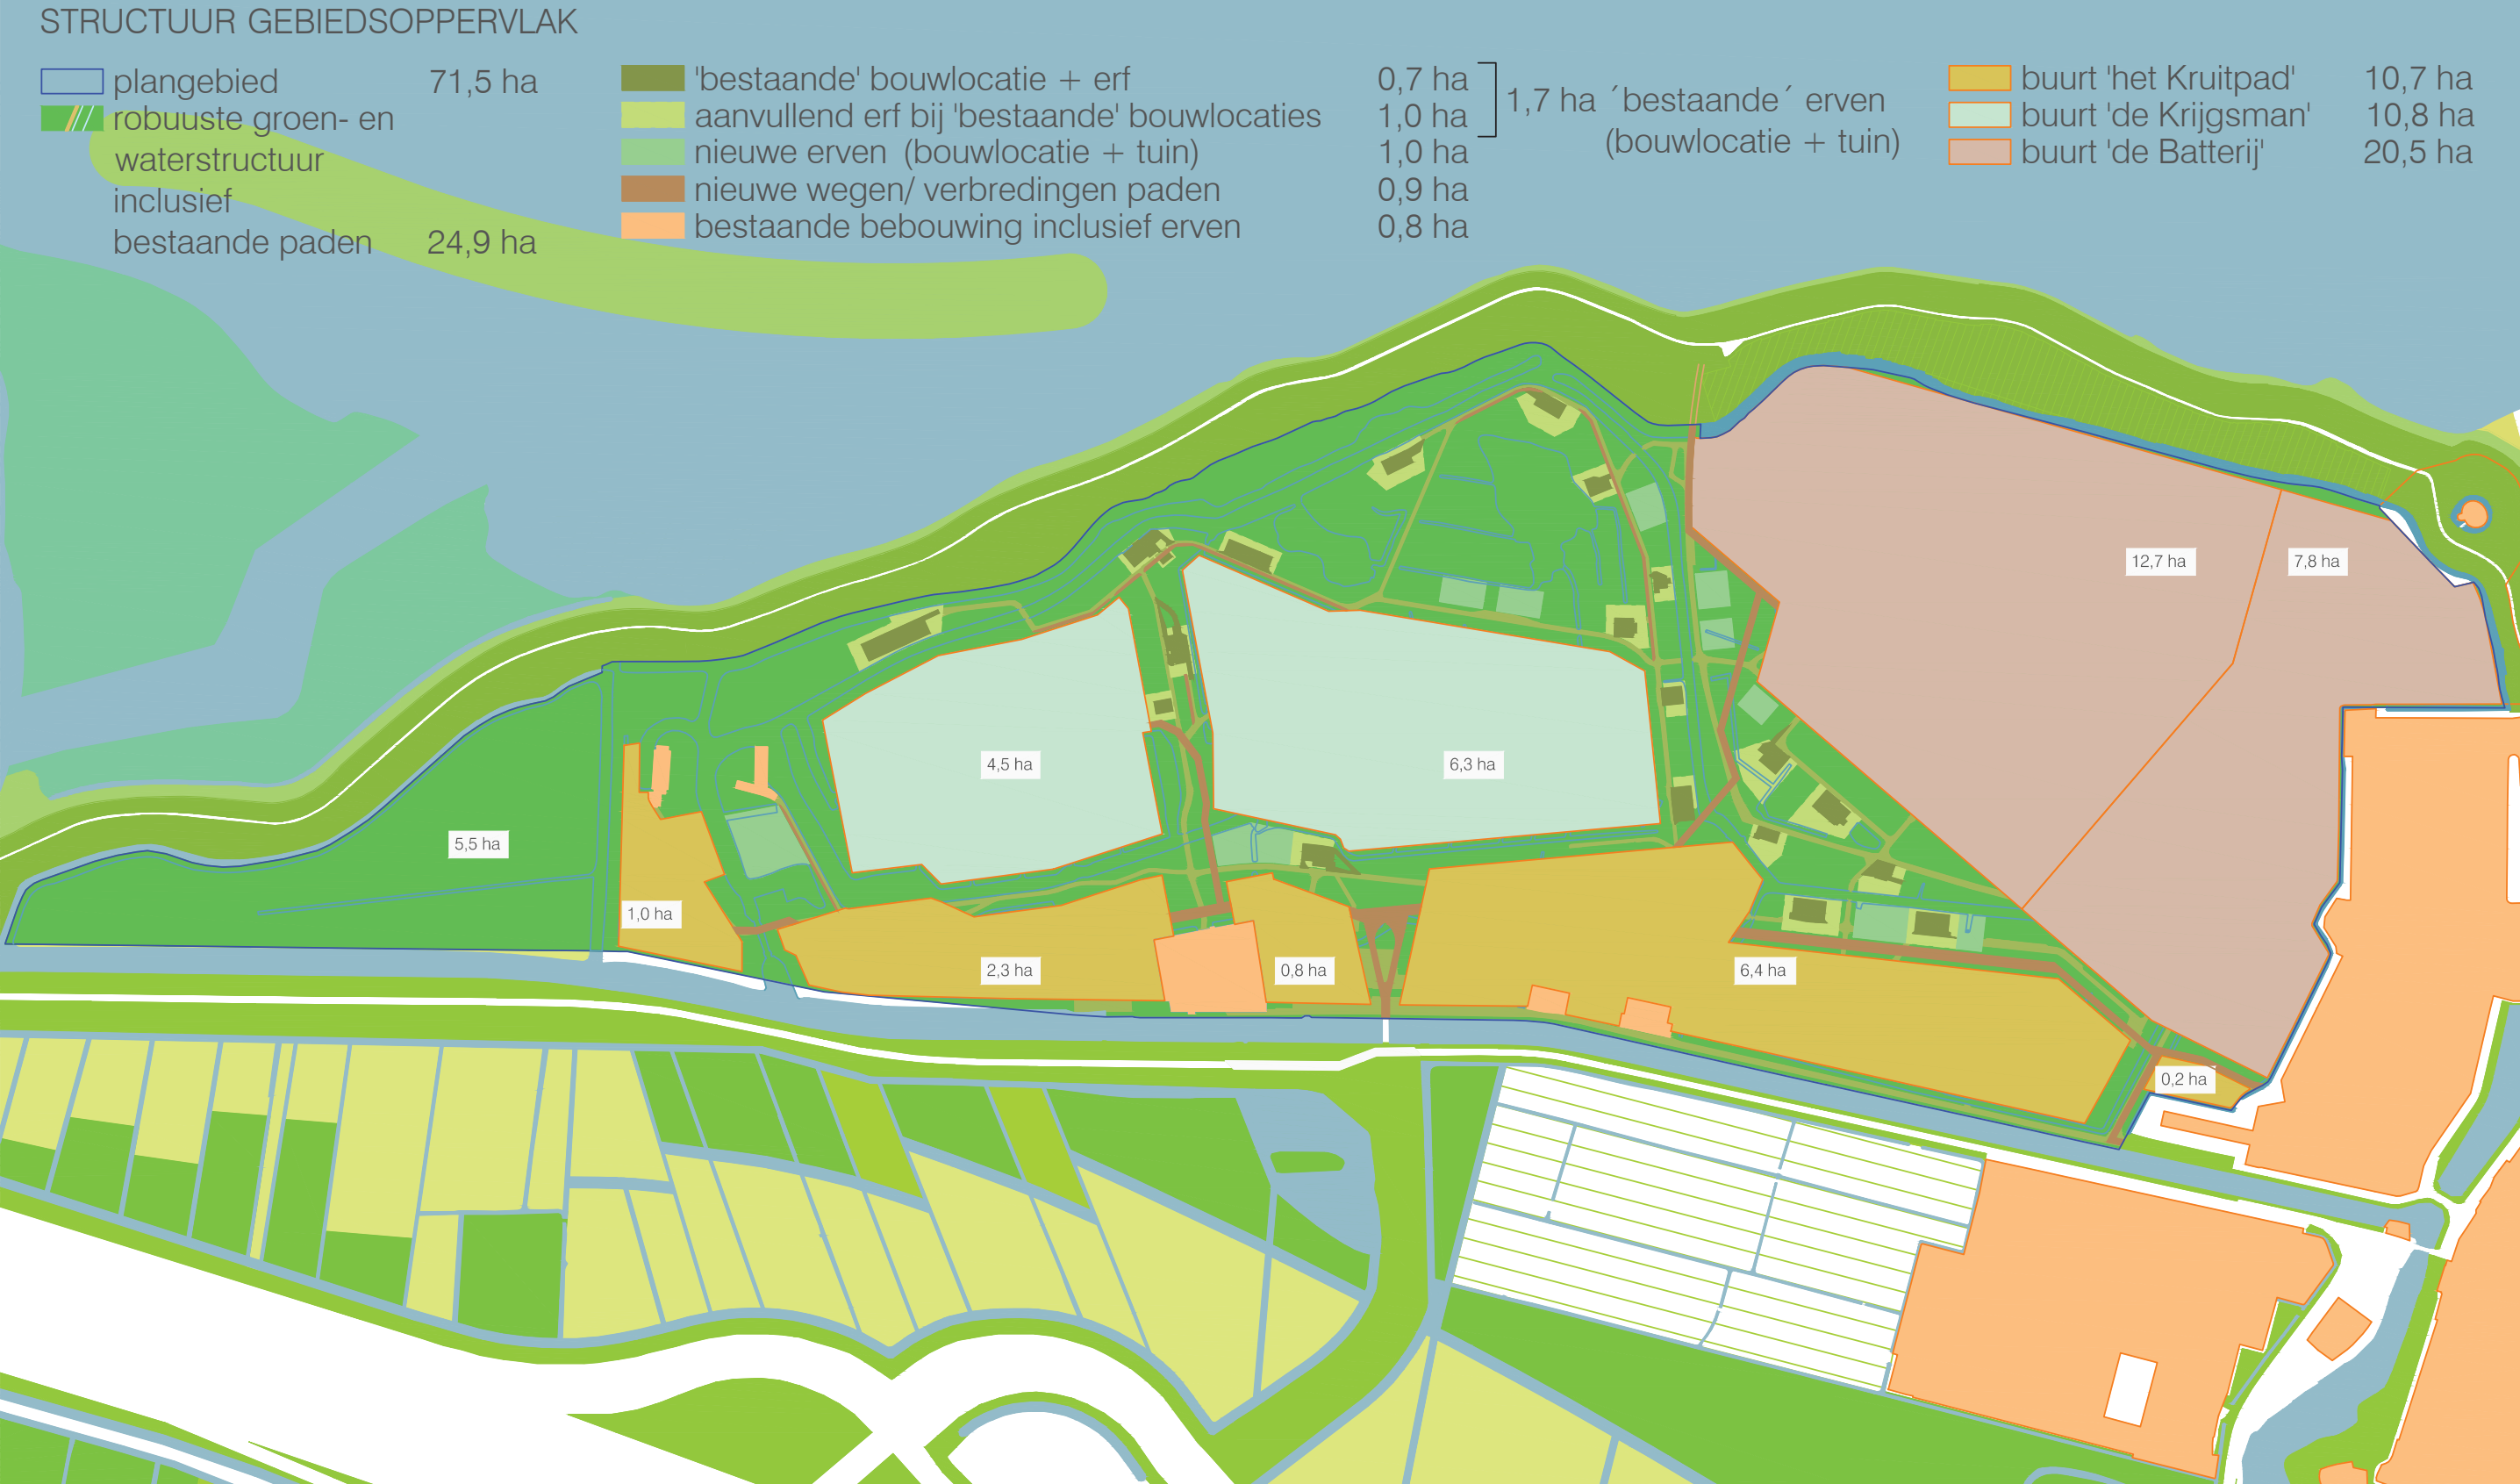 STRUCTUUR GEBIEDSOPPERVLAK
plangebied 71,5 ha
robuuste groen- en
waterstructuur
inclusief
bestaande paden 24,9 ha
'bestaande' bouwlocatie + erf 0,7 ha
aanvullend erf bij 'bestaande' bouwlocaties 1,0 ha
nieuwe erven (bouwlocatie + tuin) 1,0 ha
nieuwe wegen/ verbredingen paden 0,9 ha
bestaande bebouwing inclusief erven 0,8 ha
1,7 ha ´bestaande´ erven
(bouwlocatie + tuin)
buurt 'het Kruitpad' 10,7 ha
buurt 'de Krijgsman' 10,8 ha
buurt 'de Batterij' 20,5 ha
12,7 ha
7,8 ha
4,5 ha
6,3 ha
5,5 ha
1,0 ha
2,3 ha
0,8 ha
6,4 ha
0,2 ha